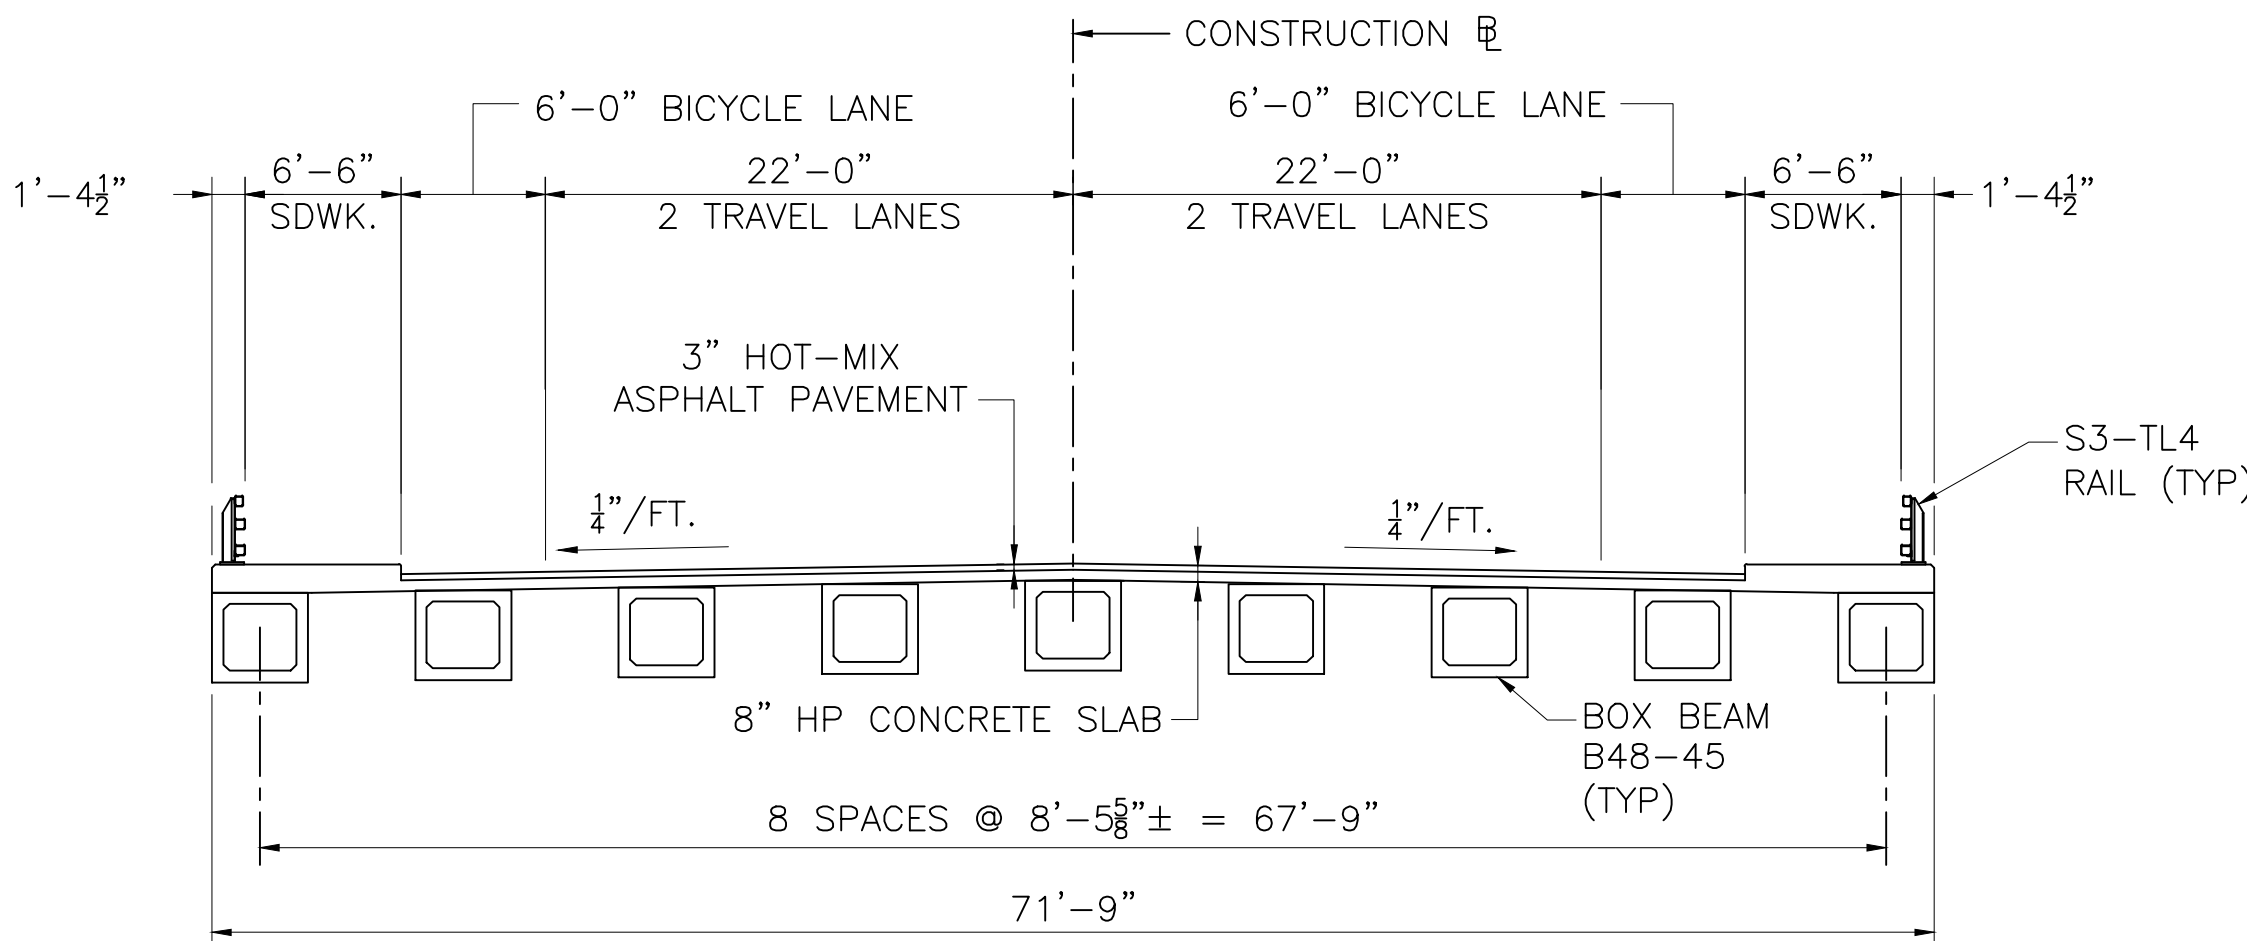 CONSTRUCTION ℄
6'-0" BICYCLE LANE
6'-0" BICYCLE LANE
1'-4½"
6'-6"
SDWK.
22'-0"
2 TRAVEL LANES
22'-0"
2 TRAVEL LANES
6'-6"
SDWK.
1'-4½"
3" HOT-MIX
ASPHALT PAVEMENT
S3-TL4
RAIL (TYP)
¼"/FT.
¼"/FT.
8" HP CONCRETE SLAB
BOX BEAM
B48-45
(TYP)
8 SPACES @ 8'-5⅝"± = 67'-9"
71'-9"